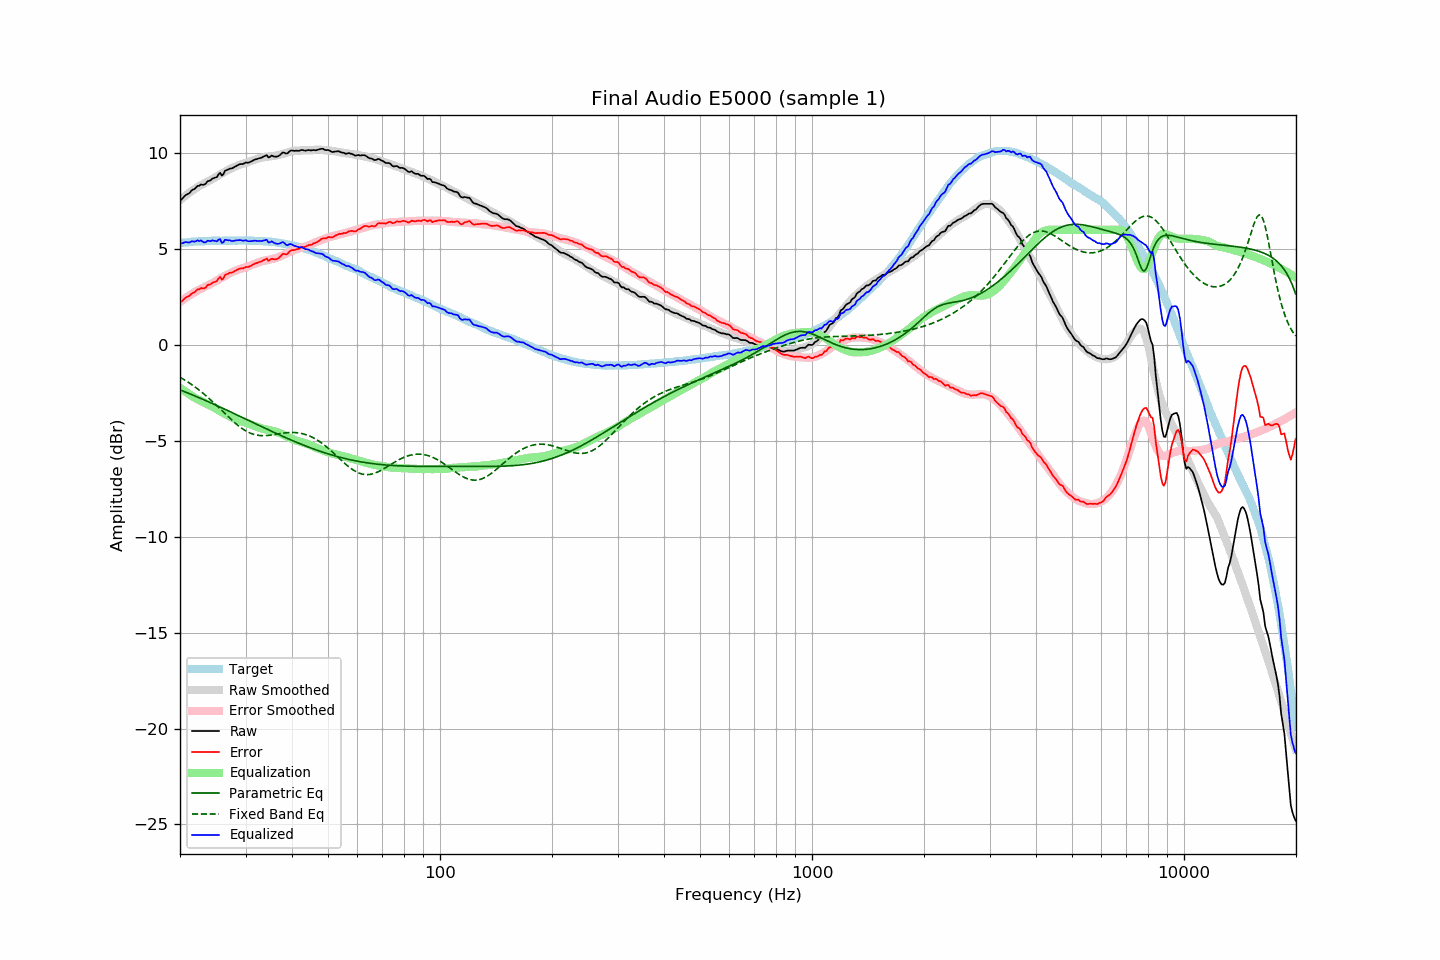 Final Audio E5000 (sample 1)
10
5
0
−5
−10
−15
−20
−25
Amplitude (dBr)
Target
Raw Smoothed
Error Smoothed
Raw
Error
Equalization
Parametric Eq
Fixed Band Eq
Equalized
100
1000
10000
Frequency (Hz)